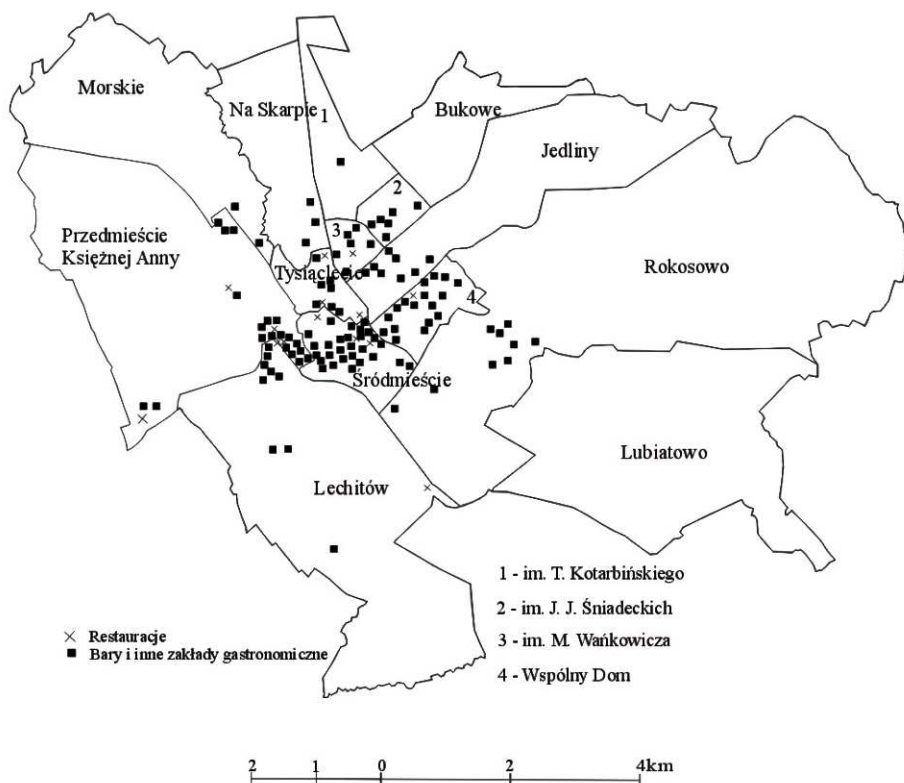 Morskie
Na Skarpie
1
Bukowe
Jedliny
2
3
Przedmieście
Księżnej Anny
Tysiąclecie
Rokosowo
4
Śródmieście
Lubiatowo
Lechitów
1 - im. T. Kotarbińskiego
2 - im. J. J. Śniadeckich
3 - im. M. Wańkowicza
4 - Wspólny Dom
Restauracje
Bary i inne zakłady gastronomiczne
2 1 0 2 4km